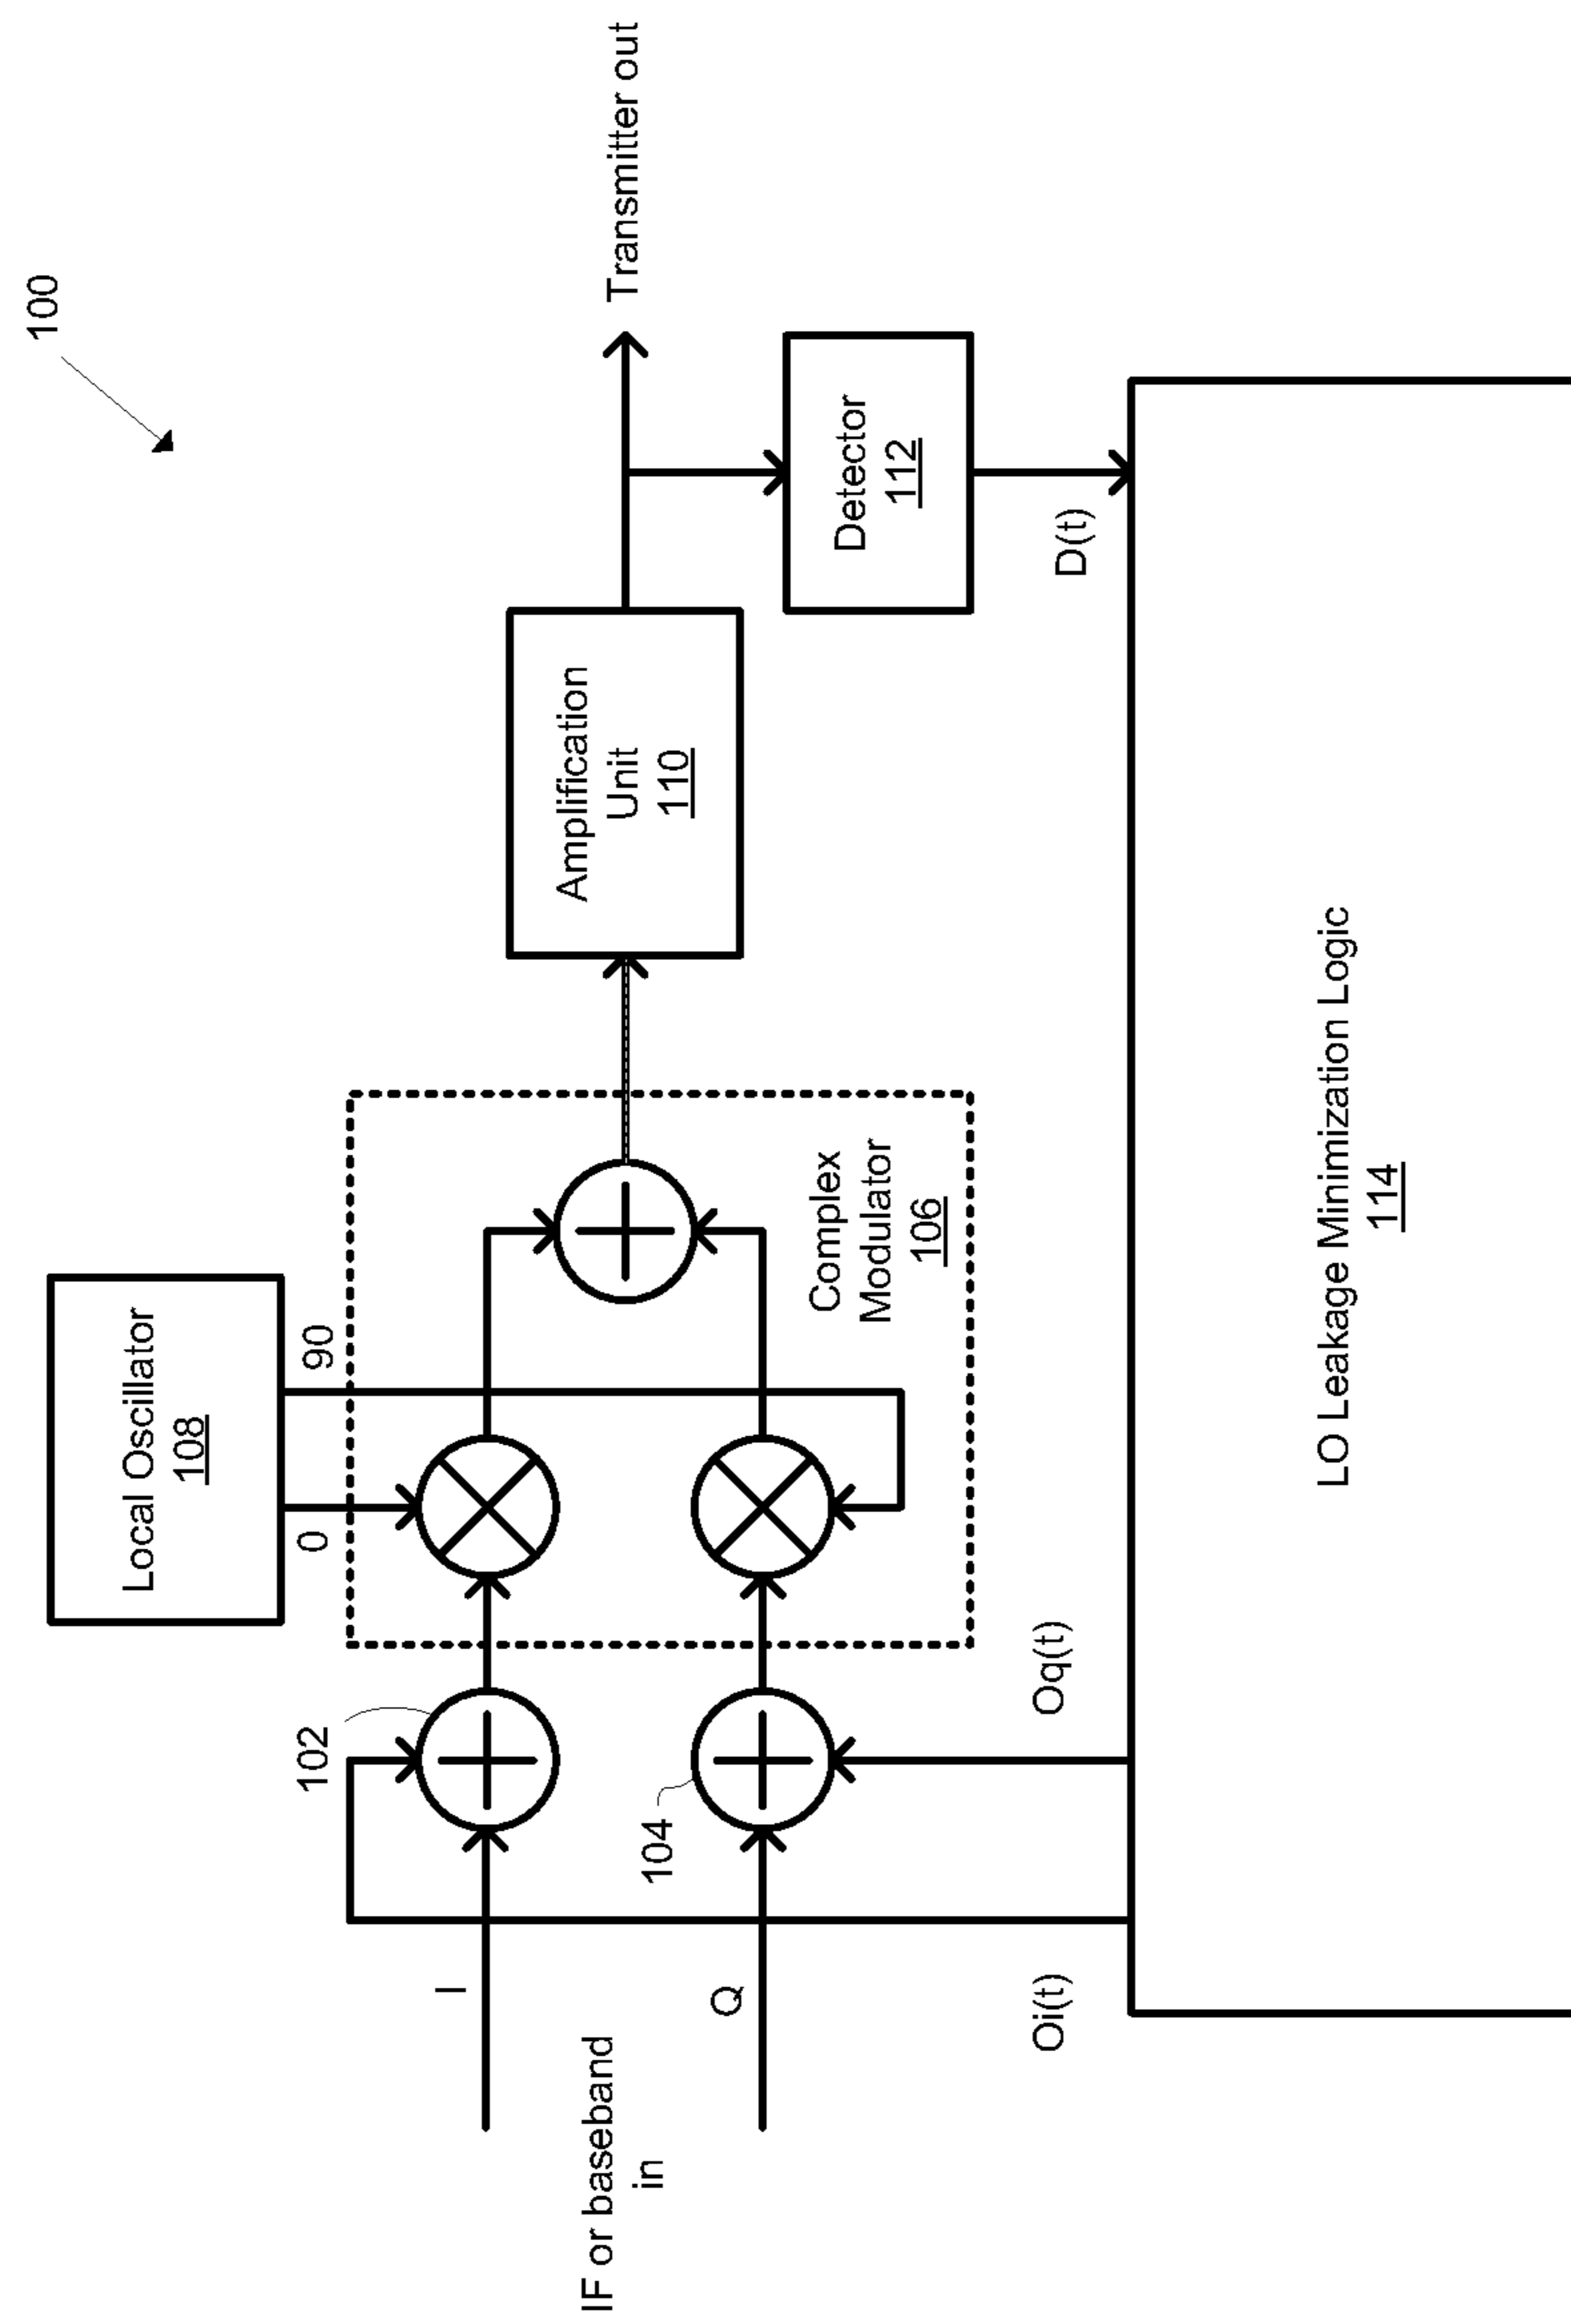 100
Local Oscillator
108
0
90
102
I
104
Q
IF or baseband
in
Complex
Modulator
106
Amplification
Unit
110
Transmitter out
Detector
112
Oi(t)
Oq(t)
D(t)
LO Leakage Minimization Logic
114